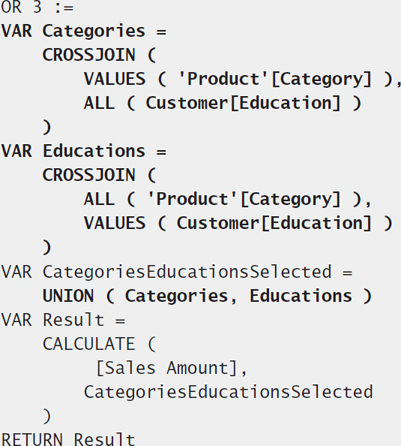 OR 3 :=
VAR Categories =
    CROSSJOIN (
        VALUES ( 'Product'[Category] ),
        ALL ( Customer[Education] )
    )
VAR Educations =
    CROSSJOIN (
        ALL ( 'Product'[Category] ),
        VALUES ( Customer[Education] )
    )
VAR CategoriesEducationsSelected =
    UNION ( Categories, Educations )
VAR Result =
    CALCULATE (
         [Sales Amount],
        CategoriesEducationsSelected
    )
RETURN Result